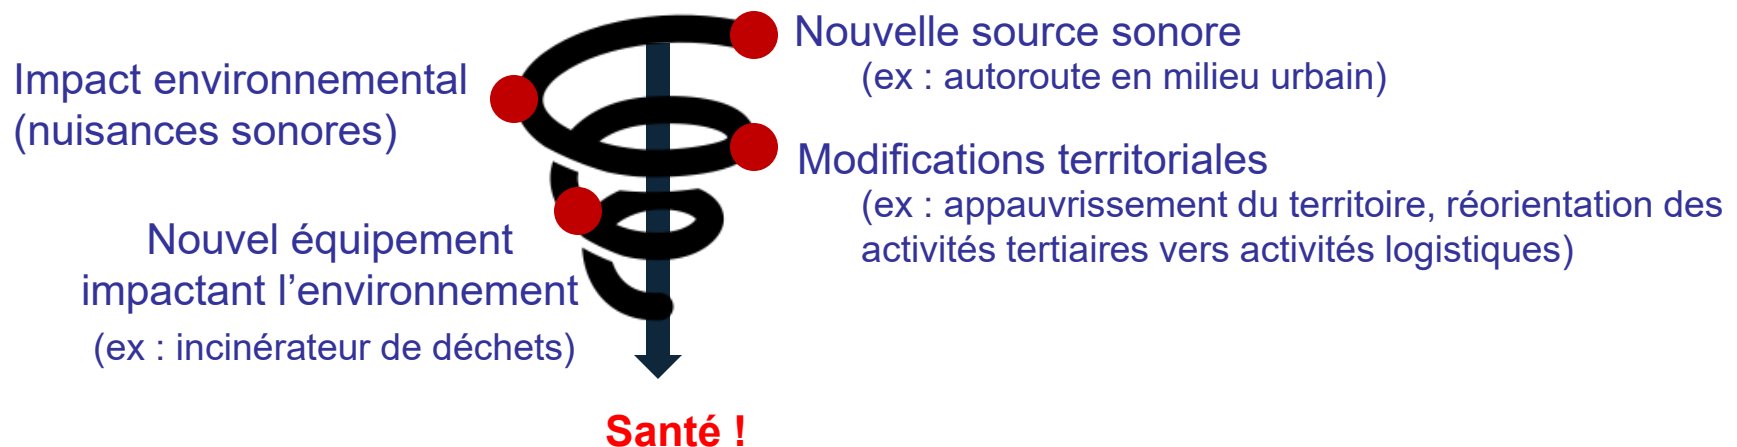 Nouvelle source sonore
(ex : autoroute en milieu urbain)
Impact environnemental
(nuisances sonores)
Modifications territoriales
(ex : appauvrissement du territoire, réorientation des
activités tertiaires vers activités logistiques)
Nouvel équipement
impactant l’environnement
(ex : incinérateur de déchets)
Santé !